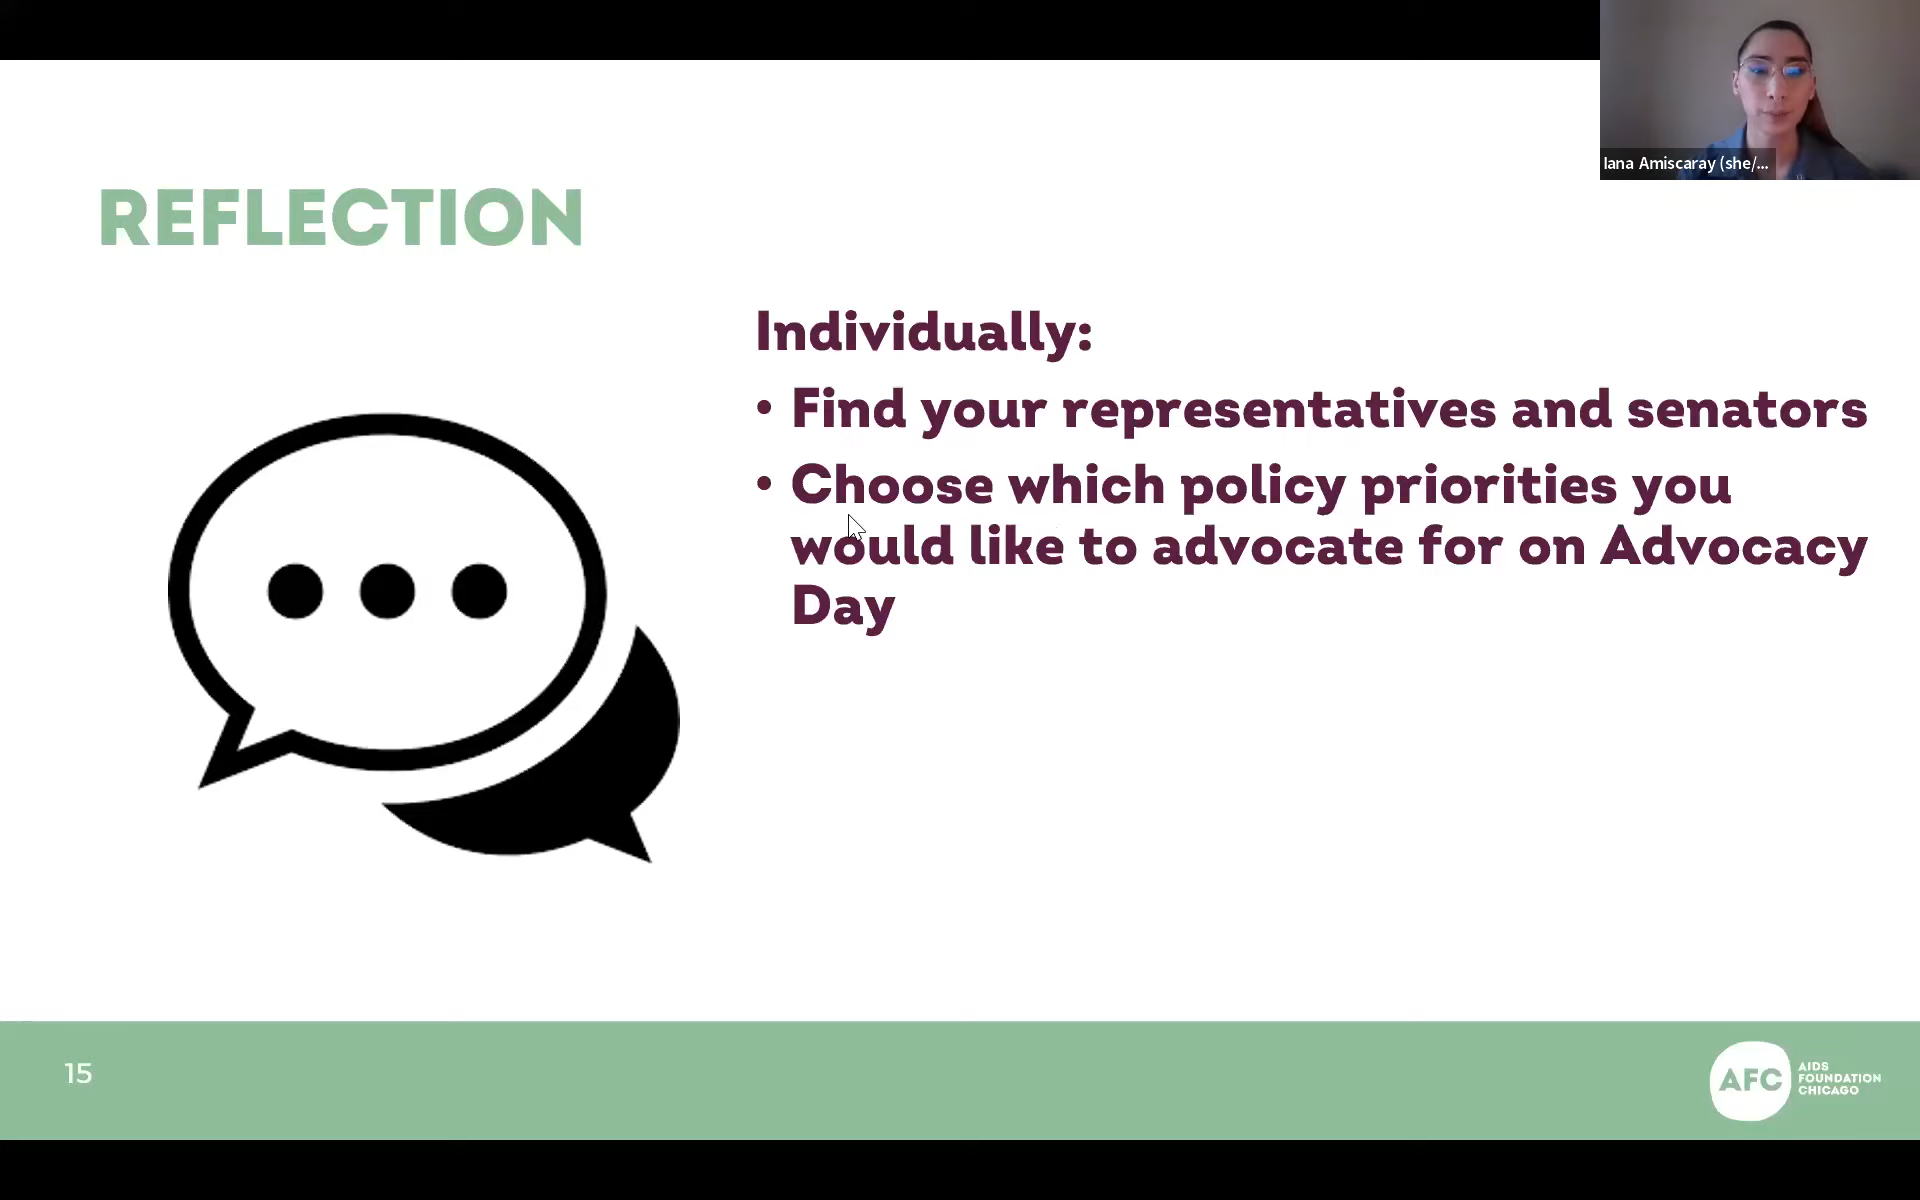 Iana Amiscaray (she/...
REFLECTION
Individually:
• Find your representatives and senators
• Choose which policy priorities you
would like to advocate for on Advocacy
Day
15
AFC
AIDS
FOUNDATION
CHICAGO